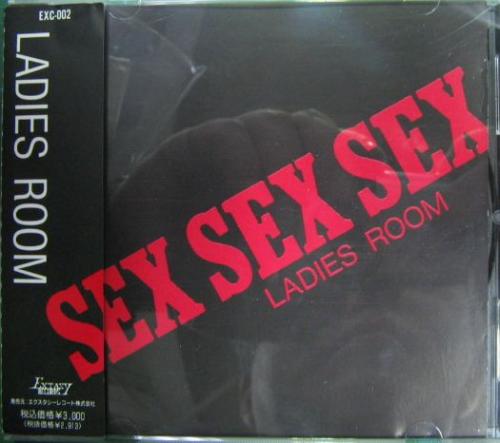 EXC-002
LADIES ROOM
SEX SEX SEX
LADIES ROOM
EXTASY
発売元:エクスタシーレコード株式会社
税込価格¥3,000
(税抜価格¥2,913)